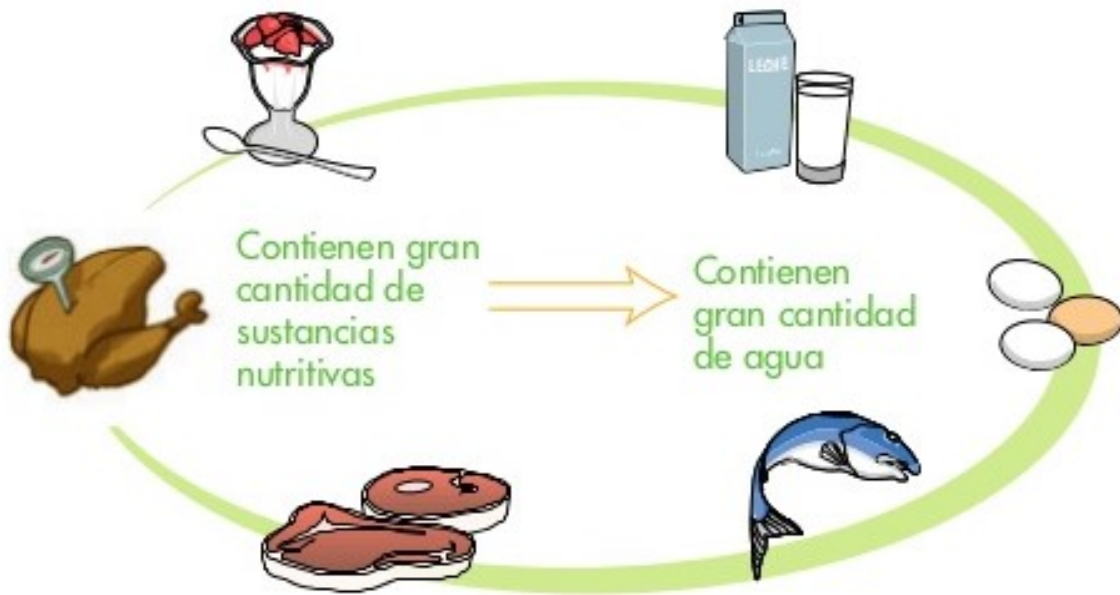 LECHE
Contienen gran
cantidad de
sustancias
nutritivas
Contienen
gran cantidad
de agua